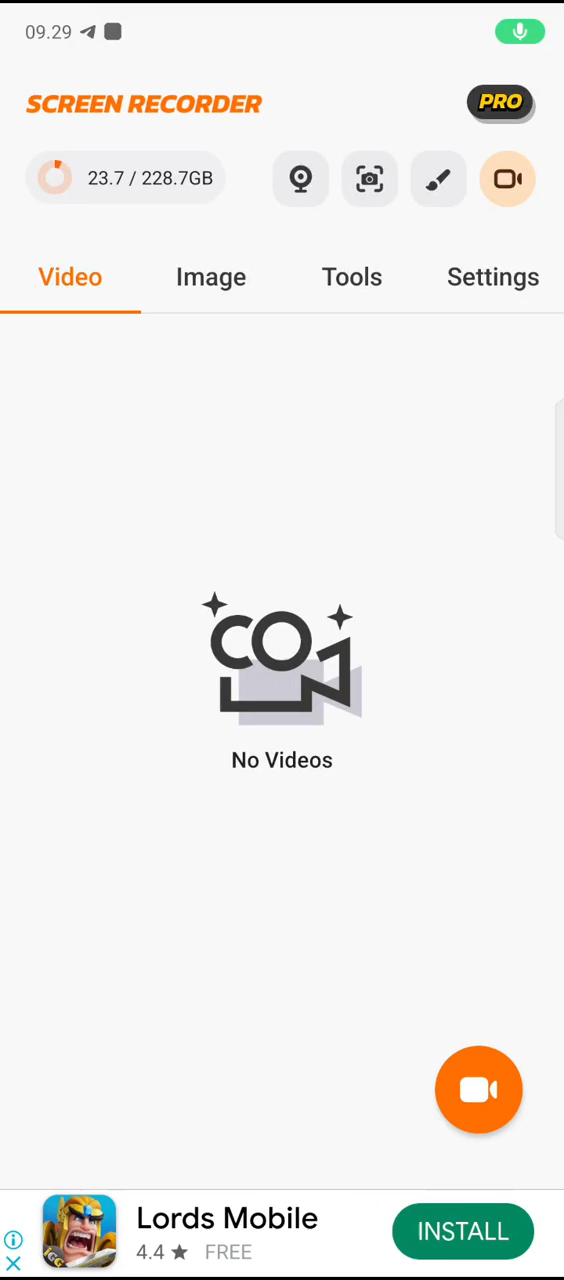 09.29
SCREEN RECORDER
PRO
23.7 / 228.7GB
Video Image Tools Settings
No Videos
Lords Mobile
4.4 ★ FREE
INSTALL
IGG